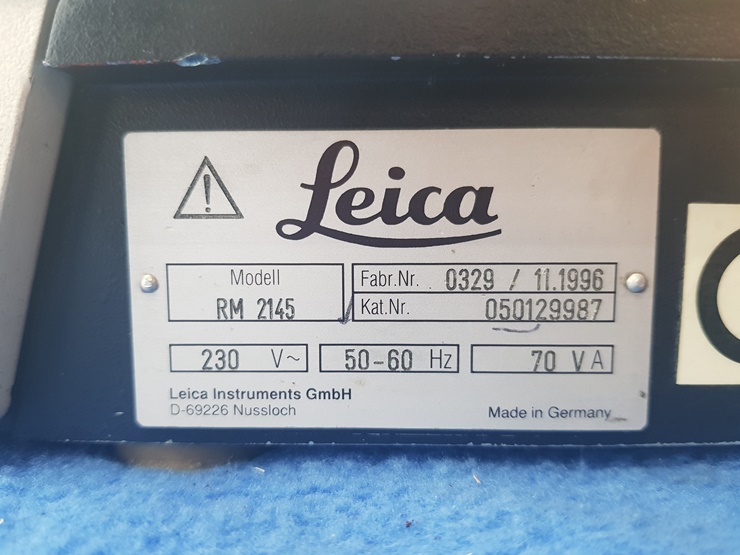 Leica
Modell
RM 2145
Fabr.Nr. 0329 / 11.1996
Kat.Nr. 050129987
230 V~
50-60 Hz
70 VA
Leica Instruments GmbH
D-69226 Nussloch
Made in Germany